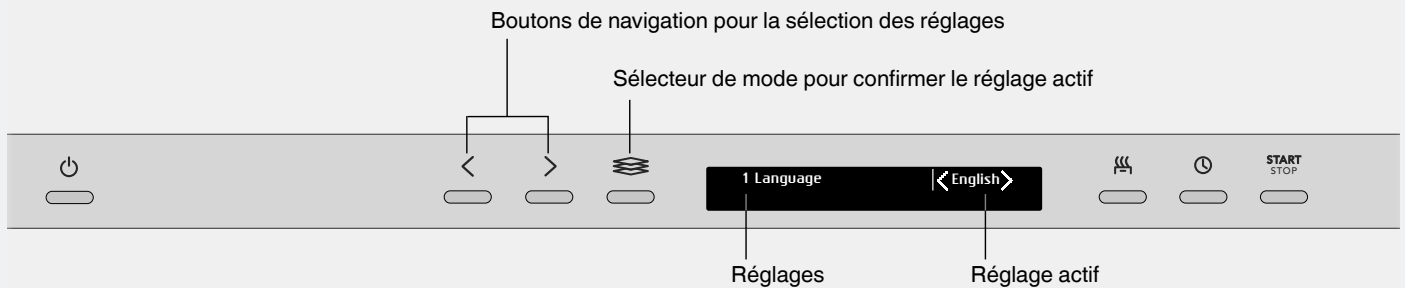 Boutons de navigation pour la sélection des réglages
Sélecteur de mode pour confirmer le réglage actif
START
STOP
1 Language
English
Réglages
Réglage actif